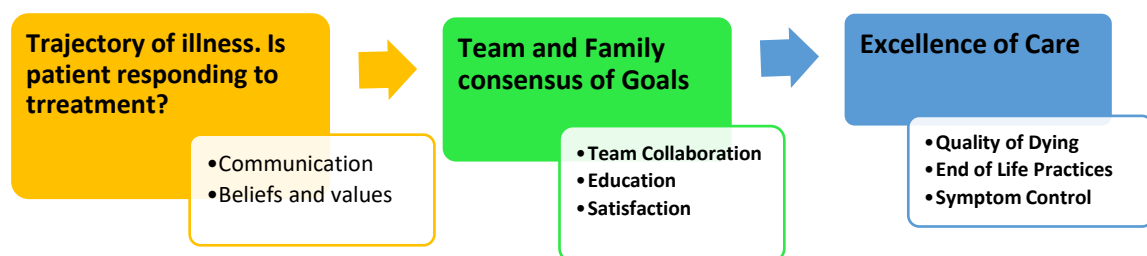 Trajectory of illness. Is
patient responding to
trreatment?
•Communication
•Beliefs and values
Team and Family
consensus of Goals
•Team Collaboration
•Education
•Satisfaction
Excellence of Care
•Quality of Dying
•End of Life Practices
•Symptom Control